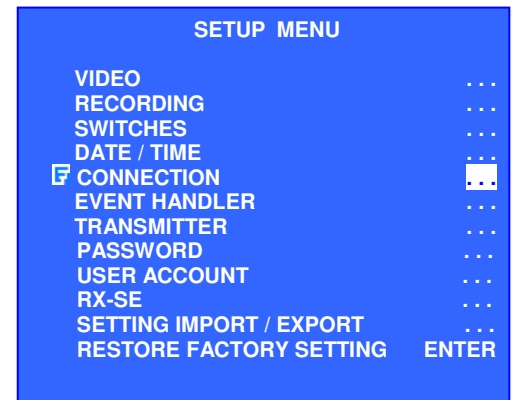 SETUP MENU
VIDEO ...
RECORDING ...
SWITCHES ...
DATE / TIME ...
F CONNECTION ...
EVENT HANDLER ...
TRANSMITTER ...
PASSWORD ...
USER ACCOUNT ...
RX-SE ...
SETTING IMPORT / EXPORT ...
RESTORE FACTORY SETTING ENTER